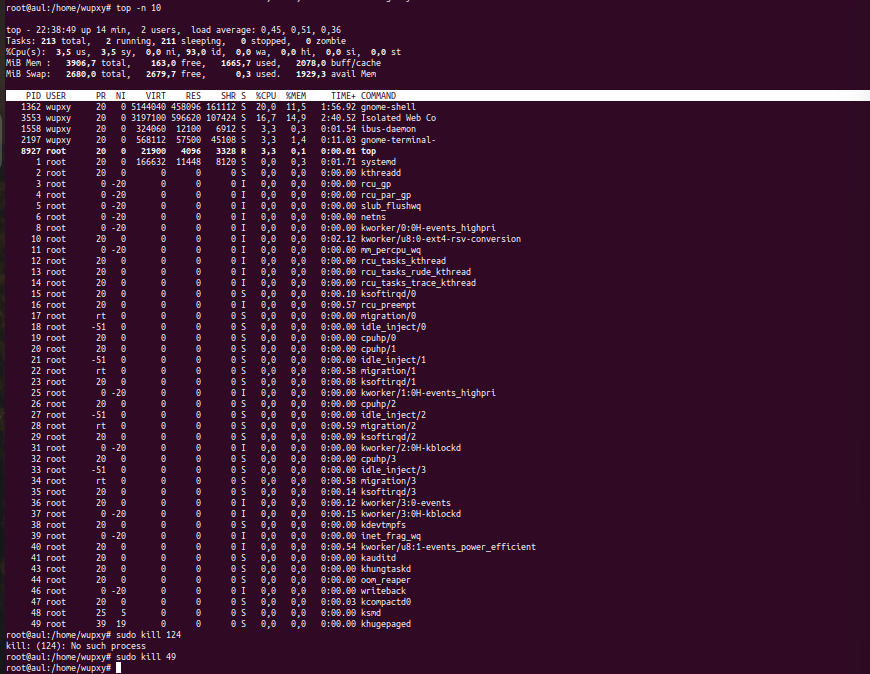 root@aul:/home/wupxy# top -n 10
top - 22:38:49 up 14 min,  2 users,  load average: 0,45, 0,51, 0,36
Tasks: 213 total,   2 running, 211 sleeping,   0 stopped,   0 zombie
%Cpu(s):  3,5 us,  3,5 sy,  0,0 ni, 93,0 id,  0,0 wa,  0,0 hi,  0,0 si,  0,0 st
MiB Mem :   3906,7 total,    163,0 free,   1665,7 used,   2078,0 buff/cache
MiB Swap:   2680,0 total,   2679,7 free,      0,3 used.   1929,3 avail Mem
PID USER      PR  NI    VIRT    RES    SHR S  %CPU  %MEM     TIME+ COMMAND
1362 wupxy     20   0 5144040 458096 161112 S  20,0  11,5   1:56.92 gnome-shell
3553 wupxy     20   0 3197100 596620 107424 S  16,7  14,9   2:40.52 Isolated Web Co
1558 wupxy     20   0  324060  12100   6912 S   3,3   0,3   0:01.54 ibus-daemon
2197 wupxy     20   0  568112  57500  45108 S   3,3   1,4   0:11.03 gnome-terminal-
8927 root      20   0   21900   4096   3328 R   3,3   0,1   0:00.01 top
1 root      20   0  166632  11448   8120 S   0,0   0,3   0:01.71 systemd
2 root      20   0       0      0      0 S   0,0   0,0   0:00.00 kthreadd
3 root       0 -20       0      0      0 I   0,0   0,0   0:00.00 rcu_gp
4 root       0 -20       0      0      0 I   0,0   0,0   0:00.00 rcu_par_gp
5 root       0 -20       0      0      0 I   0,0   0,0   0:00.00 slub_flushwq
6 root       0 -20       0      0      0 I   0,0   0,0   0:00.00 netns
8 root       0 -20       0      0      0 I   0,0   0,0   0:00.00 kworker/0:0H-events_highpri
10 root      20   0       0      0      0 I   0,0   0,0   0:02.12 kworker/u8:0-ext4-rsv-conversion
11 root       0 -20       0      0      0 I   0,0   0,0   0:00.00 mm_percpu_wq
12 root      20   0       0      0      0 I   0,0   0,0   0:00.00 rcu_tasks_kthread
13 root      20   0       0      0      0 I   0,0   0,0   0:00.00 rcu_tasks_rude_kthread
14 root      20   0       0      0      0 I   0,0   0,0   0:00.00 rcu_tasks_trace_kthread
15 root      20   0       0      0      0 S   0,0   0,0   0:00.10 ksoftirqd/0
16 root      20   0       0      0      0 I   0,0   0,0   0:00.57 rcu_preempt
17 root      rt   0       0      0      0 S   0,0   0,0   0:00.00 migration/0
18 root     -51   0       0      0      0 S   0,0   0,0   0:00.00 idle_inject/0
19 root      20   0       0      0      0 S   0,0   0,0   0:00.00 cpuhp/0
20 root      20   0       0      0      0 S   0,0   0,0   0:00.00 cpuhp/1
21 root     -51   0       0      0      0 S   0,0   0,0   0:00.00 idle_inject/1
22 root      rt   0       0      0      0 S   0,0   0,0   0:00.58 migration/1
23 root      20   0       0      0      0 S   0,0   0,0   0:00.08 ksoftirqd/1
25 root       0 -20       0      0      0 I   0,0   0,0   0:00.00 kworker/1:0H-events_highpri
26 root      20   0       0      0      0 S   0,0   0,0   0:00.00 cpuhp/2
27 root     -51   0       0      0      0 S   0,0   0,0   0:00.00 idle_inject/2
28 root      rt   0       0      0      0 S   0,0   0,0   0:00.59 migration/2
29 root      20   0       0      0      0 S   0,0   0,0   0:00.09 ksoftirqd/2
31 root       0 -20       0      0      0 I   0,0   0,0   0:00.00 kworker/2:0H-kblockd
32 root      20   0       0      0      0 S   0,0   0,0   0:00.00 cpuhp/3
33 root     -51   0       0      0      0 S   0,0   0,0   0:00.00 idle_inject/3
34 root      rt   0       0      0      0 S   0,0   0,0   0:00.58 migration/3
35 root      20   0       0      0      0 S   0,0   0,0   0:00.14 ksoftirqd/3
36 root      20   0       0      0      0 I   0,0   0,0   0:00.12 kworker/3:0-events
37 root       0 -20       0      0      0 I   0,0   0,0   0:00.15 kworker/3:0H-kblockd
38 root      20   0       0      0      0 S   0,0   0,0   0:00.00 kdevtmpfs
39 root       0 -20       0      0      0 I   0,0   0,0   0:00.00 inet_frag_wq
40 root      20   0       0      0      0 I   0,0   0,0   0:00.54 kworker/u8:1-events_power_efficient
41 root      20   0       0      0      0 S   0,0   0,0   0:00.00 kauditd
43 root      20   0       0      0      0 S   0,0   0,0   0:00.00 khungtaskd
44 root      20   0       0      0      0 S   0,0   0,0   0:00.00 oom_reaper
46 root       0 -20       0      0      0 I   0,0   0,0   0:00.00 writeback
47 root      20   0       0      0      0 S   0,0   0,0   0:00.03 kcompactd0
48 root      25   5       0      0      0 S   0,0   0,0   0:00.00 ksmd
49 root      39  19       0      0      0 S   0,0   0,0   0:00.00 khugepaged
root@aul:/home/wupxy# sudo kill 124
kill: (124): No such process
root@aul:/home/wupxy# sudo kill 49
root@aul:/home/wupxy#